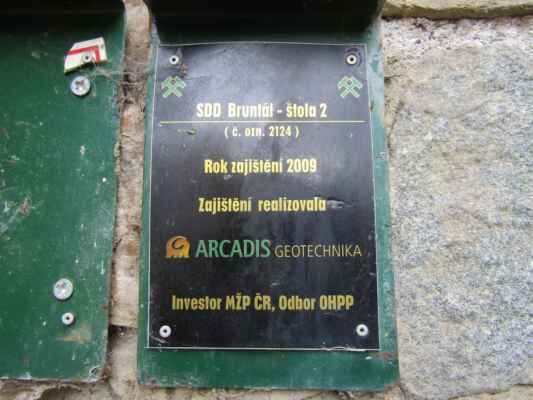 SDD Bruntál - štola 2
( č. ozn. 2124 )
Rok zajištění 2009
Zajištění realizovala
ARCADIS GEOTECHNIKA
Investor MŽP ČR, Odbor OHPP